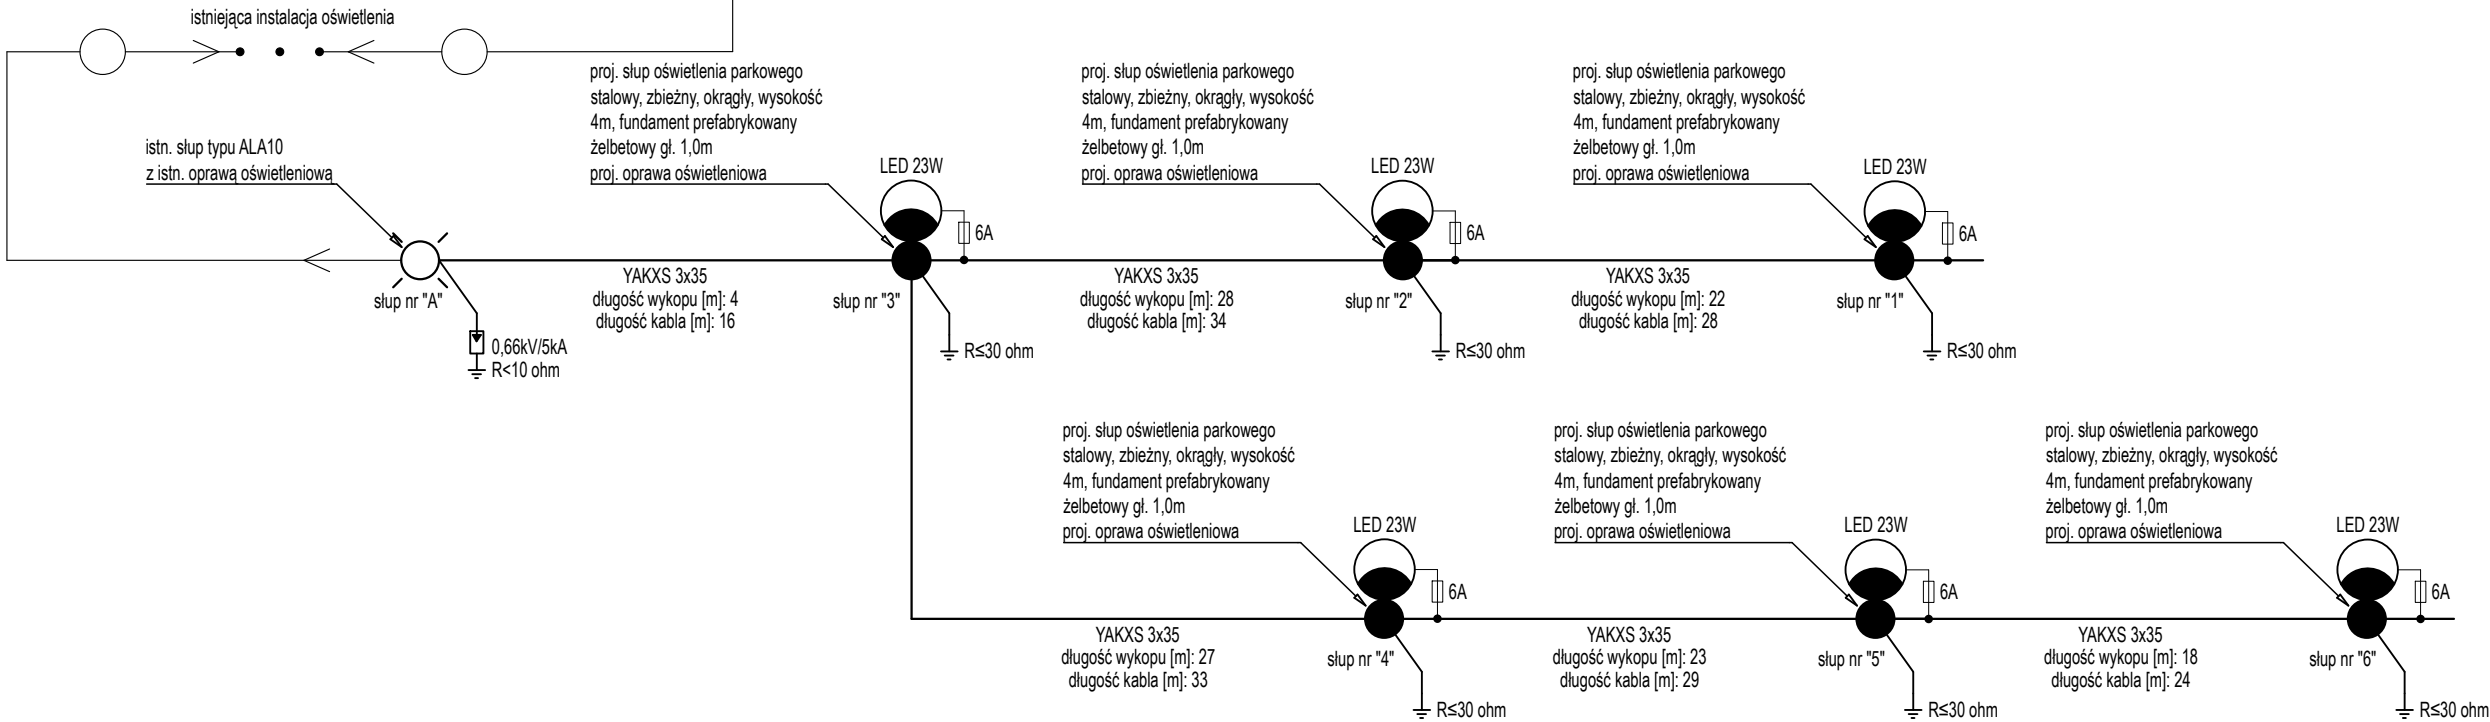 istniejąca instalacja oświetlenia
proj. słup oświetlenia parkowego
stalowy, zbieżny, okrągły, wysokość
4m, fundament prefabrykowany
żelbetowy gł. 1,0m
proj. oprawa oświetleniowa
proj. słup oświetlenia parkowego
stalowy, zbieżny, okrągły, wysokość
4m, fundament prefabrykowany
żelbetowy gł. 1,0m
proj. oprawa oświetleniowa
proj. słup oświetlenia parkowego
stalowy, zbieżny, okrągły, wysokość
4m, fundament prefabrykowany
żelbetowy gł. 1,0m
proj. oprawa oświetleniowa
istn. słup typu ALA10
z istn. oprawą oświetleniową
LED 23W
LED 23W
LED 23W
6A
6A
6A
słup nr "A"
YAKXS 3x35
długość wykopu [m]: 4
długość kabla [m]: 16
słup nr "3"
YAKXS 3x35
długość wykopu [m]: 28
długość kabla [m]: 34
słup nr "2"
YAKXS 3x35
długość wykopu [m]: 22
długość kabla [m]: 28
słup nr "1"
0,66kV/5kA
R<10 ohm
R≤30 ohm
R≤30 ohm
R≤30 ohm
proj. słup oświetlenia parkowego
stalowy, zbieżny, okrągły, wysokość
4m, fundament prefabrykowany
żelbetowy gł. 1,0m
proj. oprawa oświetleniowa
proj. słup oświetlenia parkowego
stalowy, zbieżny, okrągły, wysokość
4m, fundament prefabrykowany
żelbetowy gł. 1,0m
proj. oprawa oświetleniowa
proj. słup oświetlenia parkowego
stalowy, zbieżny, okrągły, wysokość
4m, fundament prefabrykowany
żelbetowy gł. 1,0m
proj. oprawa oświetleniowa
LED 23W
LED 23W
LED 23W
6A
6A
6A
YAKXS 3x35
długość wykopu [m]: 27
długość kabla [m]: 33
słup nr "4"
YAKXS 3x35
długość wykopu [m]: 23
długość kabla [m]: 29
słup nr "5"
YAKXS 3x35
długość wykopu [m]: 18
długość kabla [m]: 24
słup nr "6"
R≤30 ohm
R≤30 ohm
R≤30 ohm